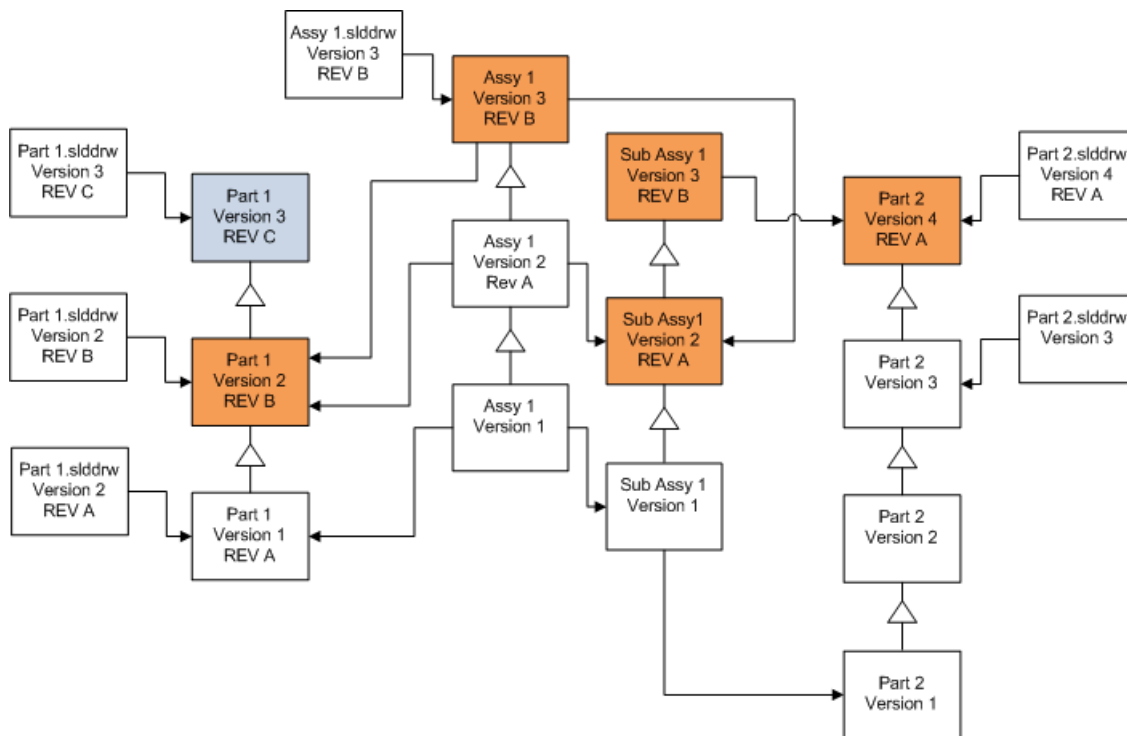 Assy 1.slddrw
Version 3
REV B
Assy 1
Version 3
REV B
Part 1.slddrw
Version 3
REV C
Part 1
Version 3
REV C
Sub Assy 1
Version 3
REV B
Part 2
Version 4
REV A
Part 2.slddrw
Version 4
REV A
Assy 1
Version 2
Rev A
Part 1.slddrw
Version 2
REV B
Part 1
Version 2
REV B
Sub Assy1
Version 2
REV A
Part 2
Version 3
Part 2.slddrw
Version 3
Assy 1
Version 1
Part 1.slddrw
Version 2
REV A
Part 1
Version 1
REV A
Sub Assy 1
Version 1
Part 2
Version 2
Part 2
Version 1